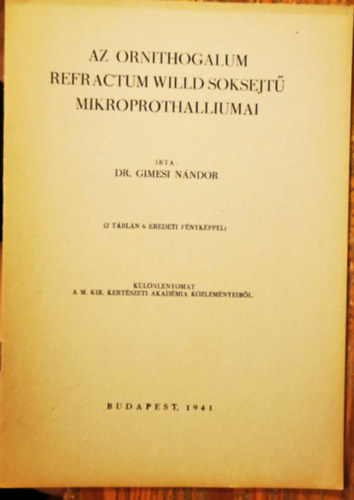 AZ ORNITHOGALUM
REFRACTUM WILLD SOKSEJTŰ
MIKROPROTHALLIUMAI
IRTA:
DR. GIMESI NÁNDOR
(2 TÁBLÁN 6 EREDETI FÉNYKÉPPEL)
KÜLÖNLENYOMAT
A M. KIR. KERTÉSZETI AKADÉMIA KÖZLEMÉNYEIBŐL.
BUDAPEST, 1941